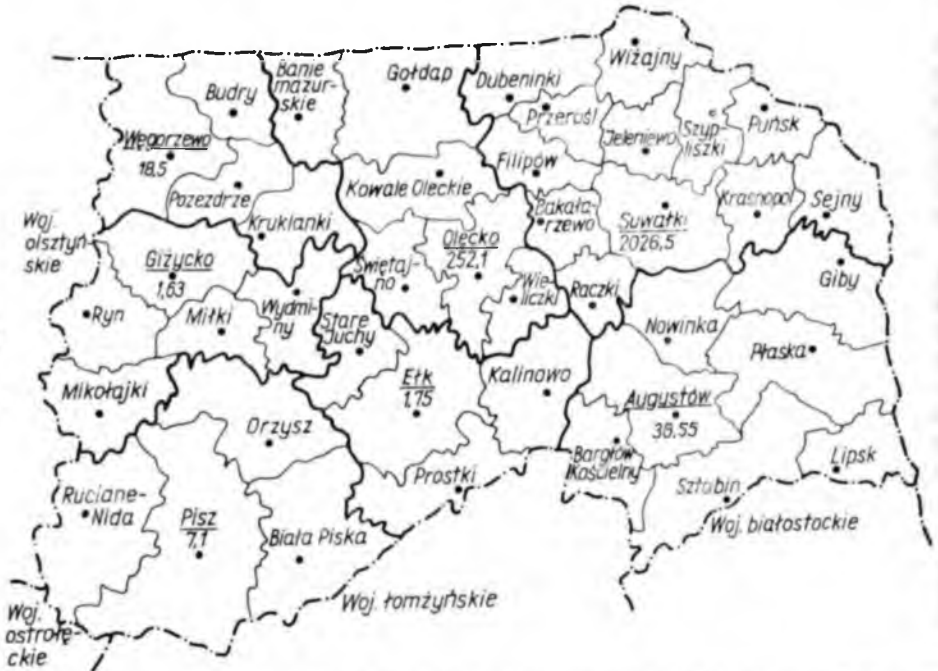 Wiżajny
Banie
mazur-
skie
Gołdap
Dubeninki
Budry
Przerośl
Puńsk
Szyp-
liszki
Jeleniewo
Węgorzewo
18,5
Filipów
Pozezdrze
Kowale Oleckie
Krasnopol
Sejny
Bakała-
rzewo
Suwałki
2026,5
Woj.
olsztyń-
skie
Kruklanki
Olecko
252,1
Giżycko
1,63
Święta-
jno
Giby
Wie-
liczki
Raczki
Ryn
Miłki
Wydmi-
ny
Stare
Juchy
Nowinka
Płaska
Mikołajki
Ełk
1,75
Kalinowo
Augustów
38,55
Orzysz
Bargłów
Kościelny
Lipsk
Prostki
Sztabin
Ruciane-
Nida
Pisz
7,1
Biała Piska
Woj. białostockie
Woj. łomżyńskie
Woj.
ostrołę-
ckie